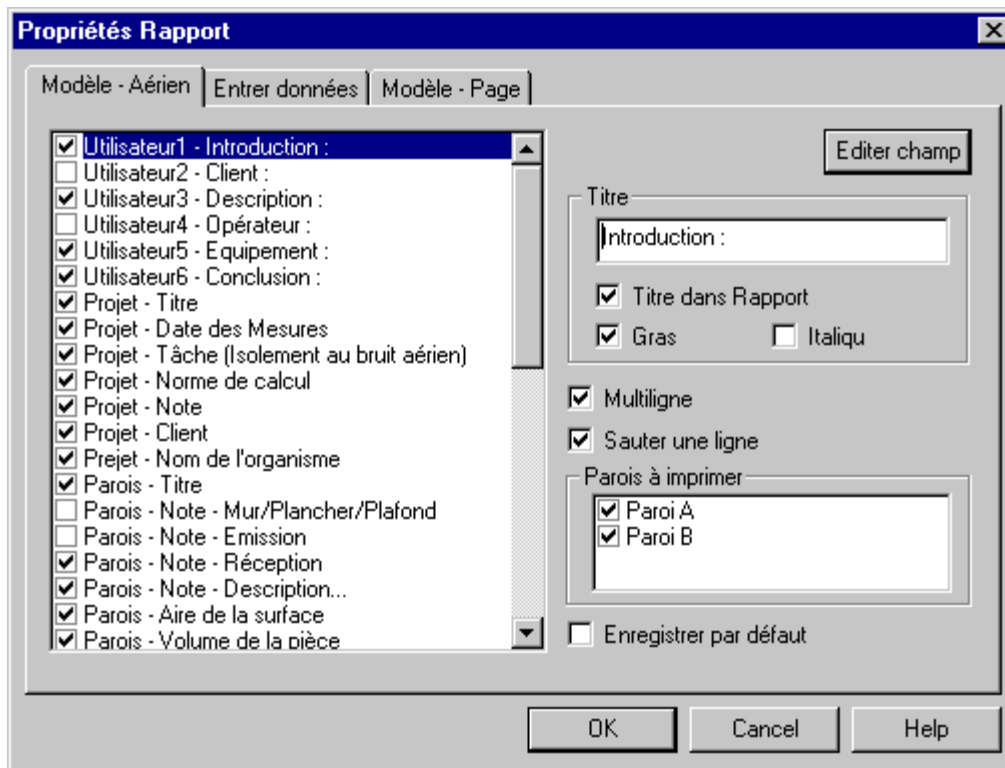 Propriétés Rapport
Modèle - Aérien
Entrer données
Modèle - Page
Utilisateur1 - Introduction :
Utilisateur2 - Client :
Utilisateur3 - Description :
Utilisateur4 - Opérateur :
Utilisateur5 - Equipement :
Utilisateur6 - Conclusion :
Projet - Titre
Projet - Date des Mesures
Projet - Tâche (Isolement au bruit aérien)
Projet - Norme de calcul
Projet - Note
Projet - Client
Prejet - Nom de l'organisme
Parois - Titre
Parois - Note - Mur/Plancher/Plafond
Parois - Note - Emission
Parois - Note - Réception
Parois - Note - Description...
Parois - Aire de la surface
Parois - Volume de la pièce
Editer champ
Titre
Introduction :
Titre dans Rapport
Gras
Italiqu
Multiligne
Sauter une ligne
Parois à imprimer
Paroi A
Paroi B
Enregistrer par défaut
OK
Cancel
Help